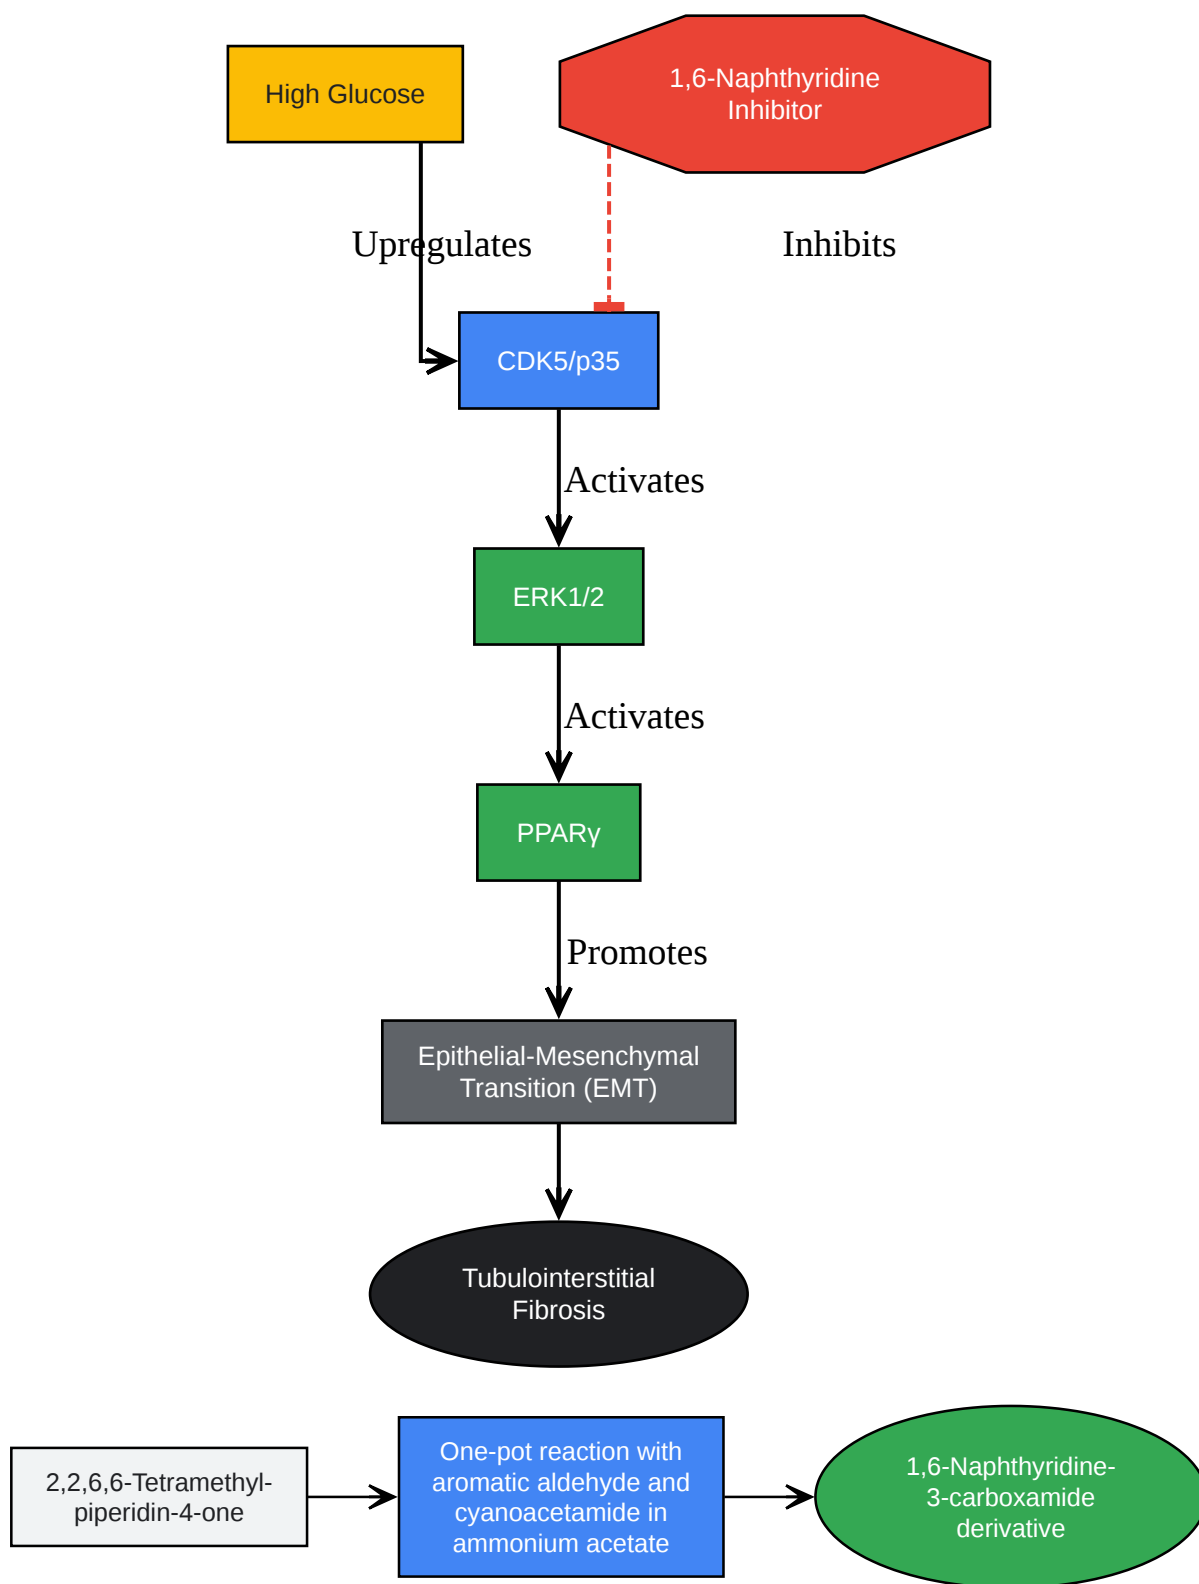 High Glucose
1,6-Naphthyridine
Inhibitor
Upregulates
Inhibits
CDK5/p35
Activates
ERK1/2
Activates
PPARγ
Promotes
Epithelial-Mesenchymal
Transition (EMT)
Tubulointerstitial
Fibrosis
2,2,6,6-Tetramethyl-
piperidin-4-one
One-pot reaction with
aromatic aldehyde and
cyanoacetamide in
ammonium acetate
1,6-Naphthyridine-
3-carboxamide
derivative